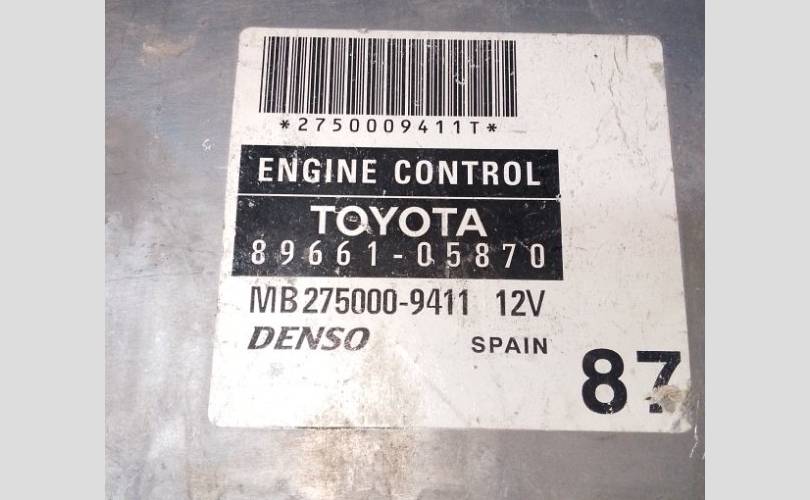 *2750009411T*
ENGINE CONTROL
TOYOTA
89661-05870
MB275000-9411 12V
DENSO SPAIN
87